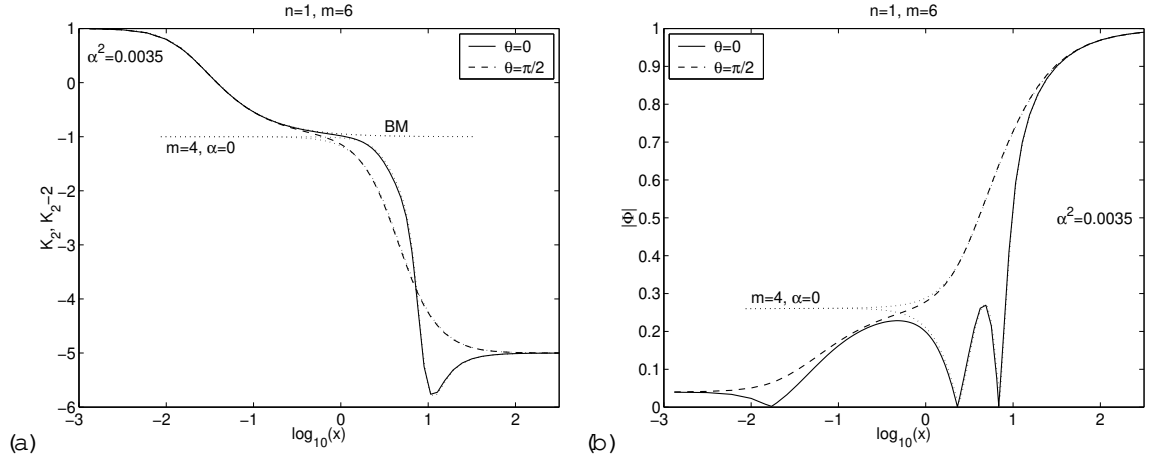 n=1, m=6
1
0
−1
−2
−3
−4
−5
−6
α²=0.0035
θ=0
θ=π/2
BM
m=4, α=0
K₂, K₂-2
−3
−2
−1
0
1
2
log₁₀(x)
(a)
n=1, m=6
1
0.9
0.8
0.7
0.6
0.5
0.4
0.3
0.2
0.1
0
θ=0
θ=π/2
α²=0.0035
m=4, α=0
|Φ|
−3
−2
−1
0
1
2
log₁₀(x)
(b)